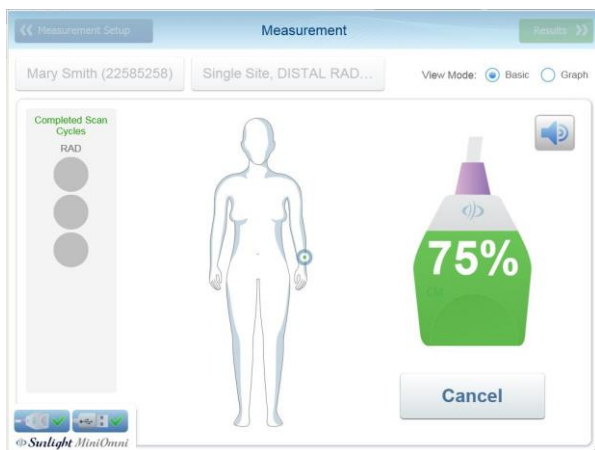 Measurement Setup
Measurement
Results
Mary Smith (22585258)
Single Site, DISTAL RAD...
View Mode:
Basic
Graph
Completed Scan
Cycles
RAD
75%
Cancel
Sunlight MiniOmni